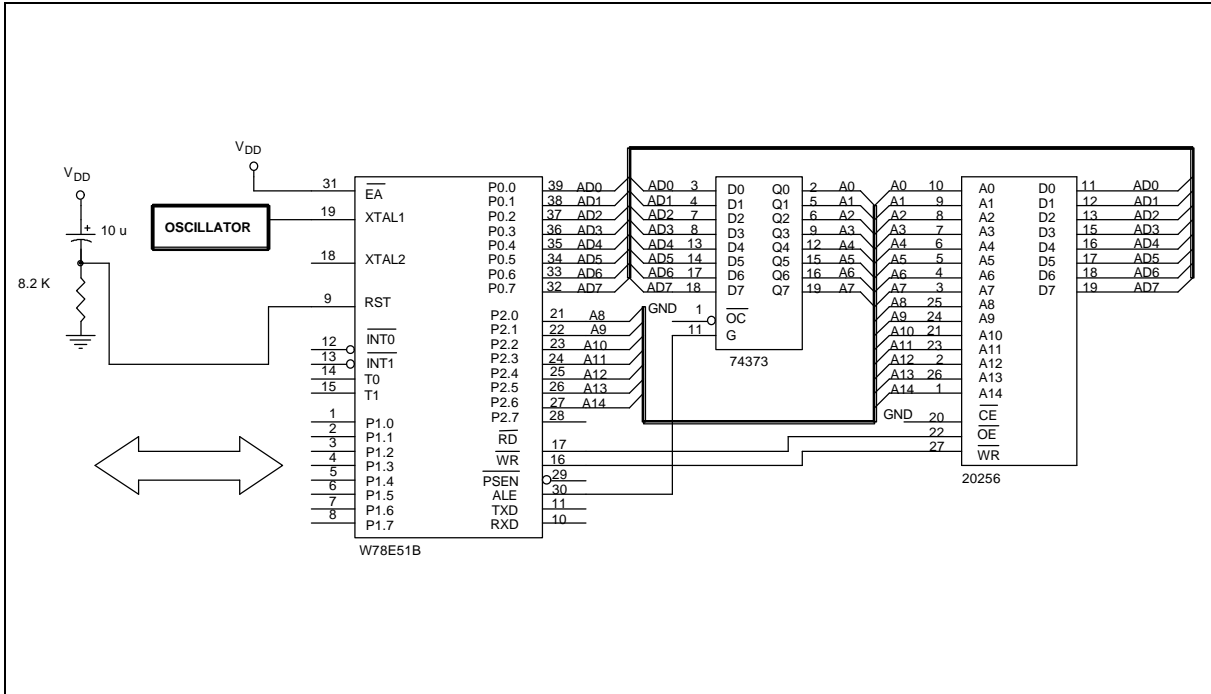 VDD
10 u
8.2 K
VDD
OSCILLATOR
31 EA
19 XTAL1
18 XTAL2
9 RST
12 INT0
13 INT1
14 T0
15 T1
1 P1.0
2 P1.1
3 P1.2
4 P1.3
5 P1.4
6 P1.5
7 P1.6
8 P1.7
P0.0 39 AD0
P0.1 38 AD1
P0.2 37 AD2
P0.3 36 AD3
P0.4 35 AD4
P0.5 34 AD5
P0.6 33 AD6
P0.7 32 AD7
P2.0 21 A8
P2.1 22 A9
P2.2 23 A10
P2.3 24 A11
P2.4 25 A12
P2.5 26 A13
P2.6 27 A14
P2.7 28
RD 17
WR 16
PSEN 29
ALE 30
TXD 11
RXD 10
W78E51B
AD0 3 D0 Q0 2 A0
AD1 4 D1 Q1 5 A1
AD2 7 D2 Q2 6 A2
AD3 8 D3 Q3 9 A3
AD4 13 D4 Q4 12 A4
AD5 14 D5 Q5 15 A5
AD6 17 D6 Q6 16 A6
AD7 18 D7 Q7 19 A7
GND 1 OC
11 G
74373
A0 10 A0 D0 11 AD0
A1 9 A1 D1 12 AD1
A2 8 A2 D2 13 AD2
A3 7 A3 D3 15 AD3
A4 6 A4 D4 16 AD4
A5 5 A5 D5 17 AD5
A6 4 A6 D6 18 AD6
A7 3 A7 D7 19 AD7
A8 25 A8
A9 24 A9
A10 21 A10
A11 23 A11
A12 2 A12
A13 26 A13
A14 1 A14
GND 20 CE
22 OE
27 WR
20256